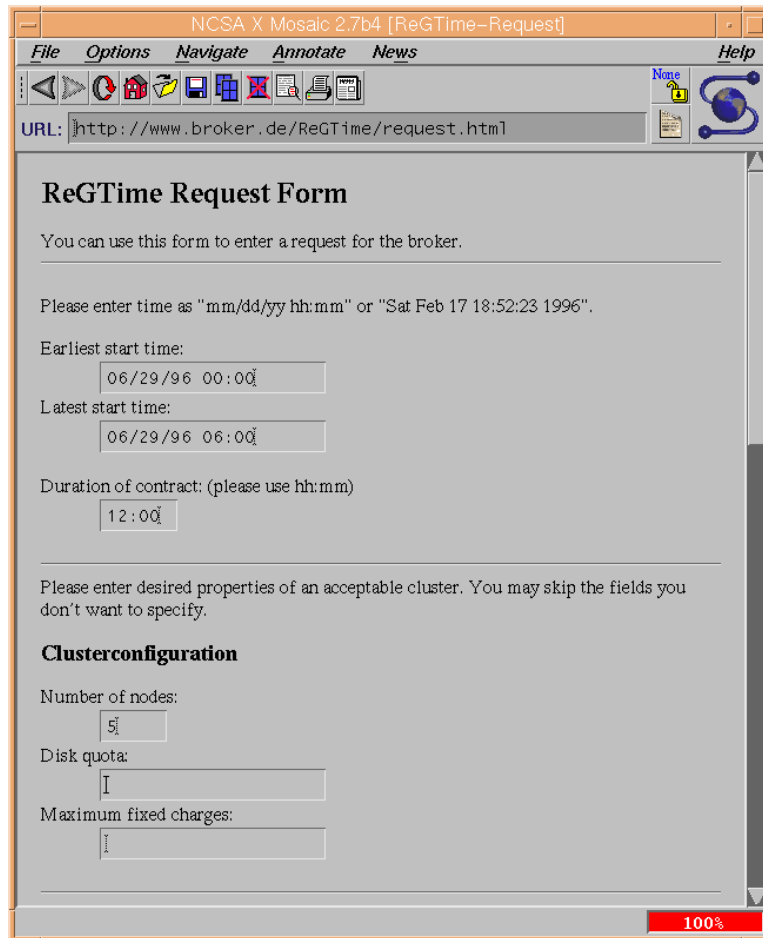 NCSA X Mosaic 2.7b4 [ReGTime-Request]
File Options Navigate Annotate News Help
None
URL: http://www.broker.de/ReGTime/request.html
ReGTime Request Form
You can use this form to enter a request for the broker.
Please enter time as "mm/dd/yy hh:mm" or "Sat Feb 17 18:52:23 1996".
Earliest start time:
06/29/96 00:00
Latest start time:
06/29/96 06:00
Duration of contract: (please use hh:mm)
12:00
Please enter desired properties of an acceptable cluster. You may skip the fields you
don't want to specify.
Clusterconfiguration
Number of nodes:
5
Disk quota:
Maximum fixed charges:
100%